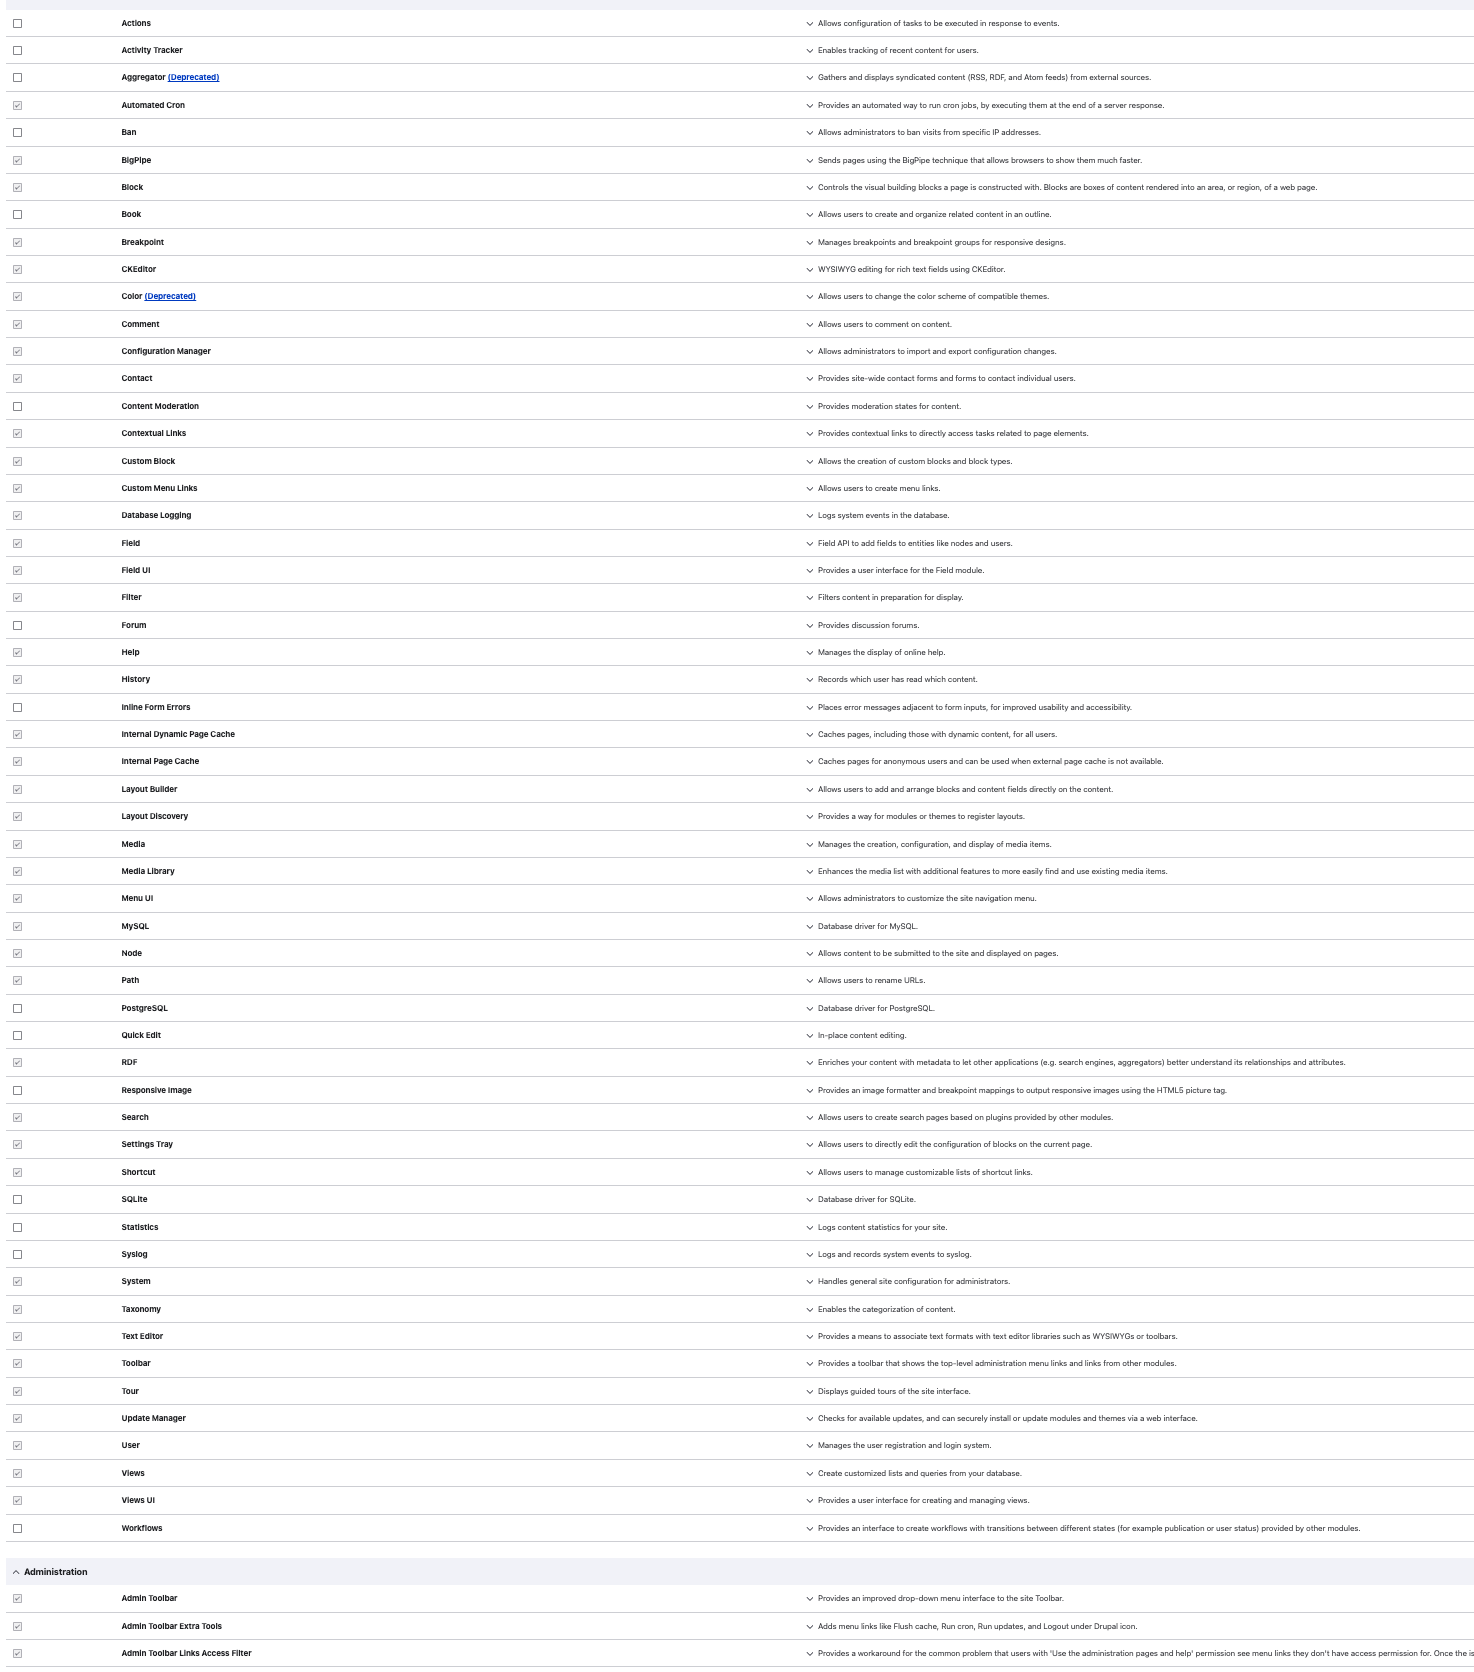 Actions Allows configuration of tasks to be executed in response to events.
Activity Tracker Enables tracking of recent content for users.
Aggregator (Deprecated) Gathers and displays syndicated content (RSS, RDF, and Atom feeds) from external sources.
Automated Cron Provides an automated way to run cron jobs, by executing them at the end of a server response.
Ban Allows administrators to ban visits from specific IP addresses.
BigPipe Sends pages using the BigPipe technique that allows browsers to show them much faster.
Block Controls the visual building blocks a page is constructed with. Blocks are boxes of content rendered into an area, or region, of a web page.
Book Allows users to create and organize related content in an outline.
Breakpoint Manages breakpoints and breakpoint groups for responsive designs.
CKEditor WYSIWYG editing for rich text fields using CKEditor.
Color (Deprecated) Allows users to change the color scheme of compatible themes.
Comment Allows users to comment on content.
Configuration Manager Allows administrators to import and export configuration changes.
Contact Provides site-wide contact forms and forms to contact individual users.
Content Moderation Provides moderation states for content.
Contextual Links Provides contextual links to directly access tasks related to page elements.
Custom Block Allows the creation of custom blocks and block types.
Custom Menu Links Allows users to create menu links.
Database Logging Logs system events in the database.
Field Field API to add fields to entities like nodes and users.
Field UI Provides a user interface for the Field module.
Filter Filters content in preparation for display.
Forum Provides discussion forums.
Help Manages the display of online help.
History Records which user has read which content.
Inline Form Errors Places error messages adjacent to form inputs, for improved usability and accessibility.
Internal Dynamic Page Cache Caches pages, including those with dynamic content, for all users.
Internal Page Cache Caches pages for anonymous users and can be used when external page cache is not available.
Layout Builder Allows users to add and arrange blocks and content fields directly on the content.
Layout Discovery Provides a way for modules or themes to register layouts.
Media Manages the creation, configuration, and display of media items.
Media Library Enhances the media list with additional features to more easily find and use existing media items.
Menu UI Allows administrators to customize the site navigation menu.
MySQL Database driver for MySQL.
Node Allows content to be submitted to the site and displayed on pages.
Path Allows users to rename URLs.
PostgreSQL Database driver for PostgreSQL.
Quick Edit In-place content editing.
RDF Enriches your content with metadata to let other applications (e.g. search engines, aggregators) better understand its relationships and attributes.
Responsive Image Provides an image formatter and breakpoint mappings to output responsive images using the HTML5 picture tag.
Search Allows users to create search pages based on plugins provided by other modules.
Settings Tray Allows users to directly edit the configuration of blocks on the current page.
Shortcut Allows users to manage customizable lists of shortcut links.
SQLite Database driver for SQLite.
Statistics Logs content statistics for your site.
Syslog Logs and records system events to syslog.
System Handles general site configuration for administrators.
Taxonomy Enables the categorization of content.
Text Editor Provides a means to associate text formats with text editor libraries such as WYSIWYGs or toolbars.
Toolbar Provides a toolbar that shows the top-level administration menu links and links from other modules.
Tour Displays guided tours of the site interface.
Update Manager Checks for available updates, and can securely install or update modules and themes via a web interface.
User Manages the user registration and login system.
Views Create customized lists and queries from your database.
Views UI Provides a user interface for creating and managing views.
Workflows Provides an interface to create workflows with transitions between different states (for example publication or user status) provided by other modules.
Administration
Admin Toolbar Provides an improved drop-down menu interface to the site Toolbar.
Admin Toolbar Extra Tools Adds menu links like Flush cache, Run cron, Run updates, and Logout under Drupal icon.
Admin Toolbar Links Access Filter Provides a workaround for the common problem that users with 'Use the administration pages and help' permission see menu links they don't have access permission for. Once the is